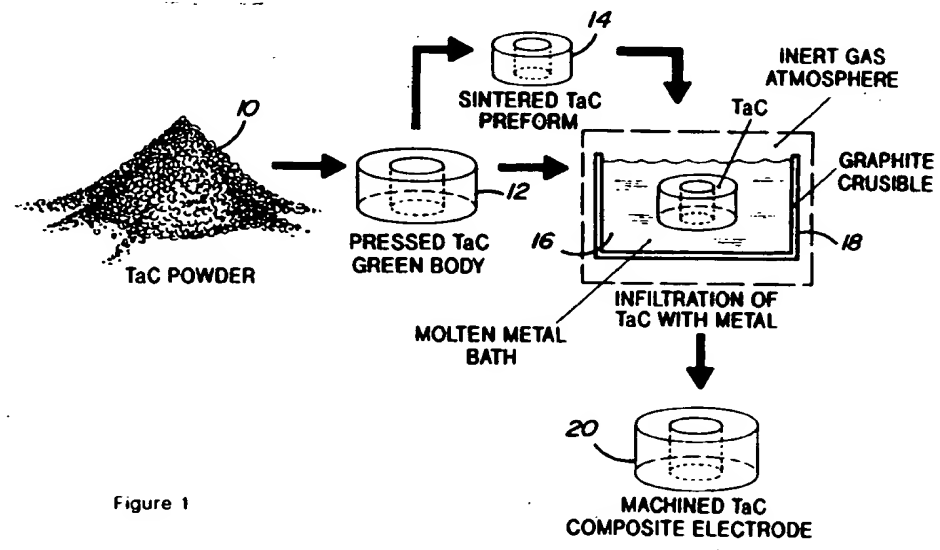 10
TaC POWDER
12
PRESSED TaC
GREEN BODY
14
SINTERED TaC
PREFORM
INERT GAS
ATMOSPHERE
TaC
GRAPHITE
CRUSIBLE
16
18
INFILTRATION OF
TaC WITH METAL
MOLTEN METAL
BATH
20
MACHINED TaC
COMPOSITE ELECTRODE
Figure 1